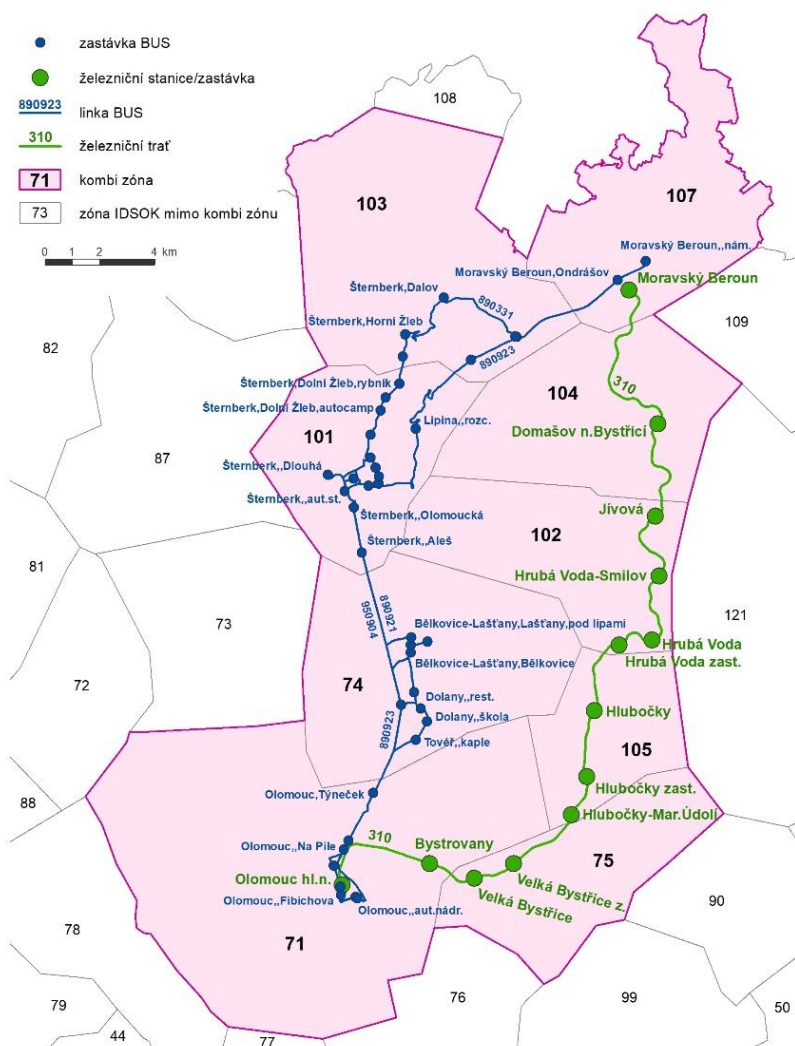 zastávka BUS
železniční stanice/zastávka
890923
linka BUS
310
železniční trať
71
kombi zóna
73
zóna IDSOK mimo kombi zónu
0 1 2 4 km
108
103
107
Moravský Beroun,,nám.
Moravský Beroun,Ondrášov
Moravský Beroun
Šternberk,Dalov
890331
109
Šternberk,Horní Žleb
890923
82
310
Šternberk,Dolní Žleb,rybník
104
Šternberk,Dolní Žleb,autocamp
Lipina,,rozc.
Domašov n.Bystřicí
101
87
Šternberk,,Dlouhá
Šternberk,,aut.st.
Šternberk,,Olomoucká
Jívová
102
Šternberk,,Aleš
81
Hrubá Voda-Smilov
73
890921
950904
121
Bělkovice-Lašťany,Lašťany,pod lipami
Hrubá Voda
Hrubá Voda zast.
Bělkovice-Lašťany,Bělkovice
72
74
Dolany,,rest.
Hlubočky
Dolany,,škola
890923
Tovéř,,kaple
105
Hlubočky zast.
Olomouc,Týneček
88
Hlubočky-Mar.Údolí
310
Bystrovany
Olomouc,,Na Pile
75
Olomouc hl.n.
Velká Bystřice z.
Olomouc,,Fibichova
Velká Bystřice
Olomouc,,aut.nádr.
90
78
71
76
99
79
50
44
77